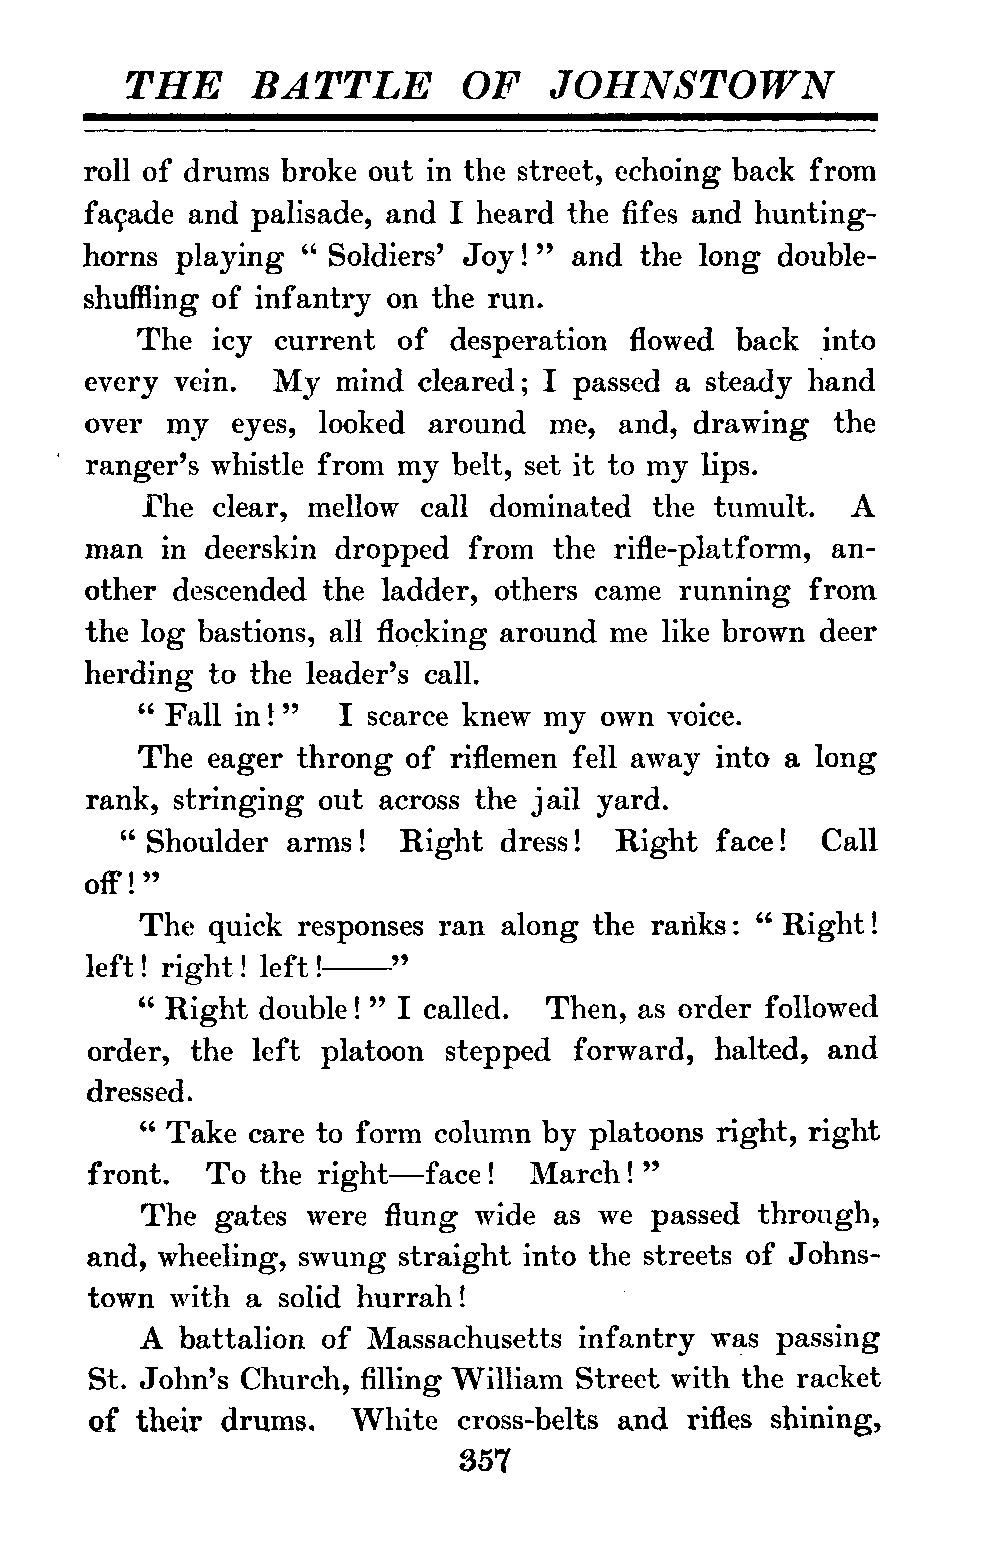 THE BATTLE OF JOHNSTOWN
roll of drums broke out in the street, echoing back from
façade and palisade, and I heard the fifes and hunting-
horns playing “ Soldiers’ Joy! ” and the long double-
shuffling of infantry on the run.
The icy current of desperation flowed back into
every vein. My mind cleared; I passed a steady hand
over my eyes, looked around me, and, drawing the
ranger’s whistle from my belt, set it to my lips.
The clear, mellow call dominated the tumult. A
man in deerskin dropped from the rifle-platform, an-
other descended the ladder, others came running from
the log bastions, all flocking around me like brown deer
herding to the leader’s call.
“ Fall in! ” I scarce knew my own voice.
The eager throng of riflemen fell away into a long
rank, stringing out across the jail yard.
“ Shoulder arms! Right dress! Right face! Call
off! ”
The quick responses ran along the ranks: “ Right!
left! right! left!——”
“ Right double! ” I called. Then, as order followed
order, the left platoon stepped forward, halted, and
dressed.
“ Take care to form column by platoons right, right
front. To the right—face! March! ”
The gates were flung wide as we passed through,
and, wheeling, swung straight into the streets of Johns-
town with a solid hurrah!
A battalion of Massachusetts infantry was passing
St. John’s Church, filling William Street with the racket
of their drums. White cross-belts and rifles shining,
357